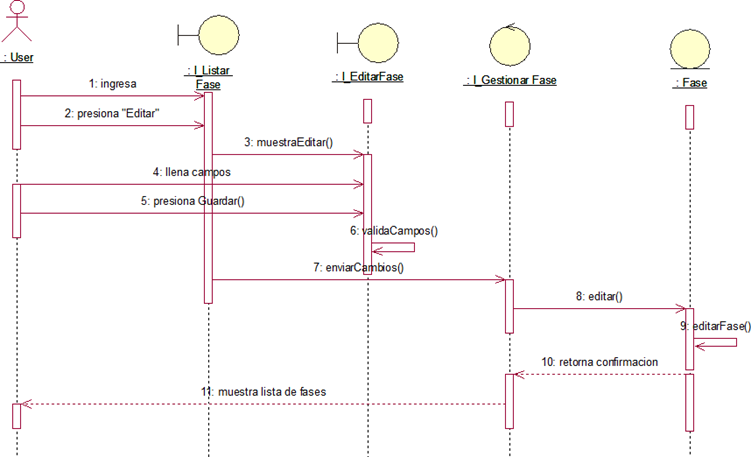 : User
: I_Listar
Fase
: I_EditarFase
: I_Gestionar Fase
: Fase
1: ingresa
2: presiona "Editar"
3: muestraEditar()
4: llena campos
5: presiona Guardar()
6: validaCampos()
7: enviarCambios()
8: editar()
9: editarFase()
10: retorna confirmacion
11: muestra lista de fases